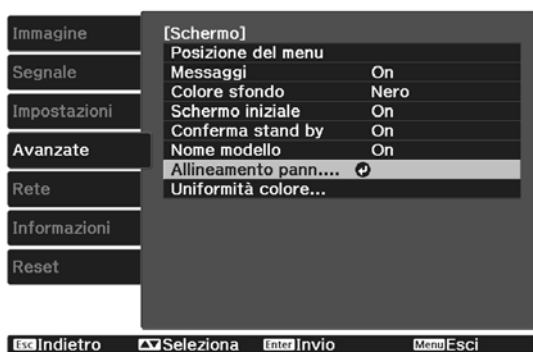 Immagine
Segnale
Impostazioni
Avanzate
Rete
Informazioni
Reset
[Schermo]
Posizione del menu
Messaggi On
Colore sfondo Nero
Schermo iniziale On
Conferma stand by On
Nome modello On
Allineamento pann....
Uniformità colore...
Esc Indietro Seleziona Enter Invio Menu Esci